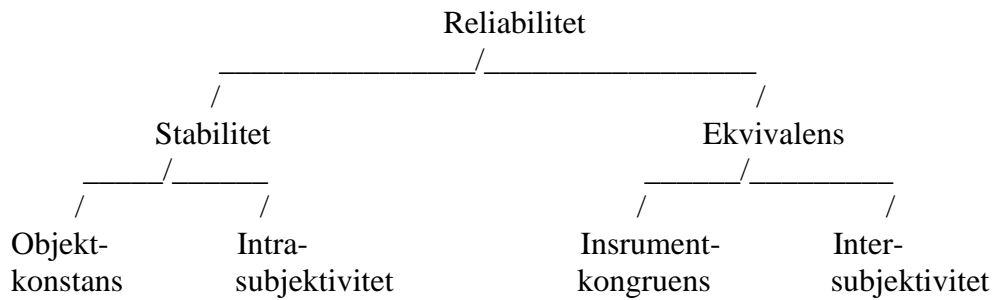 Reliabilitet
Stabilitet Ekvivalens
Objekt- Intra- Insrument- Inter-
konstans subjektivitet kongruens subjektivitet